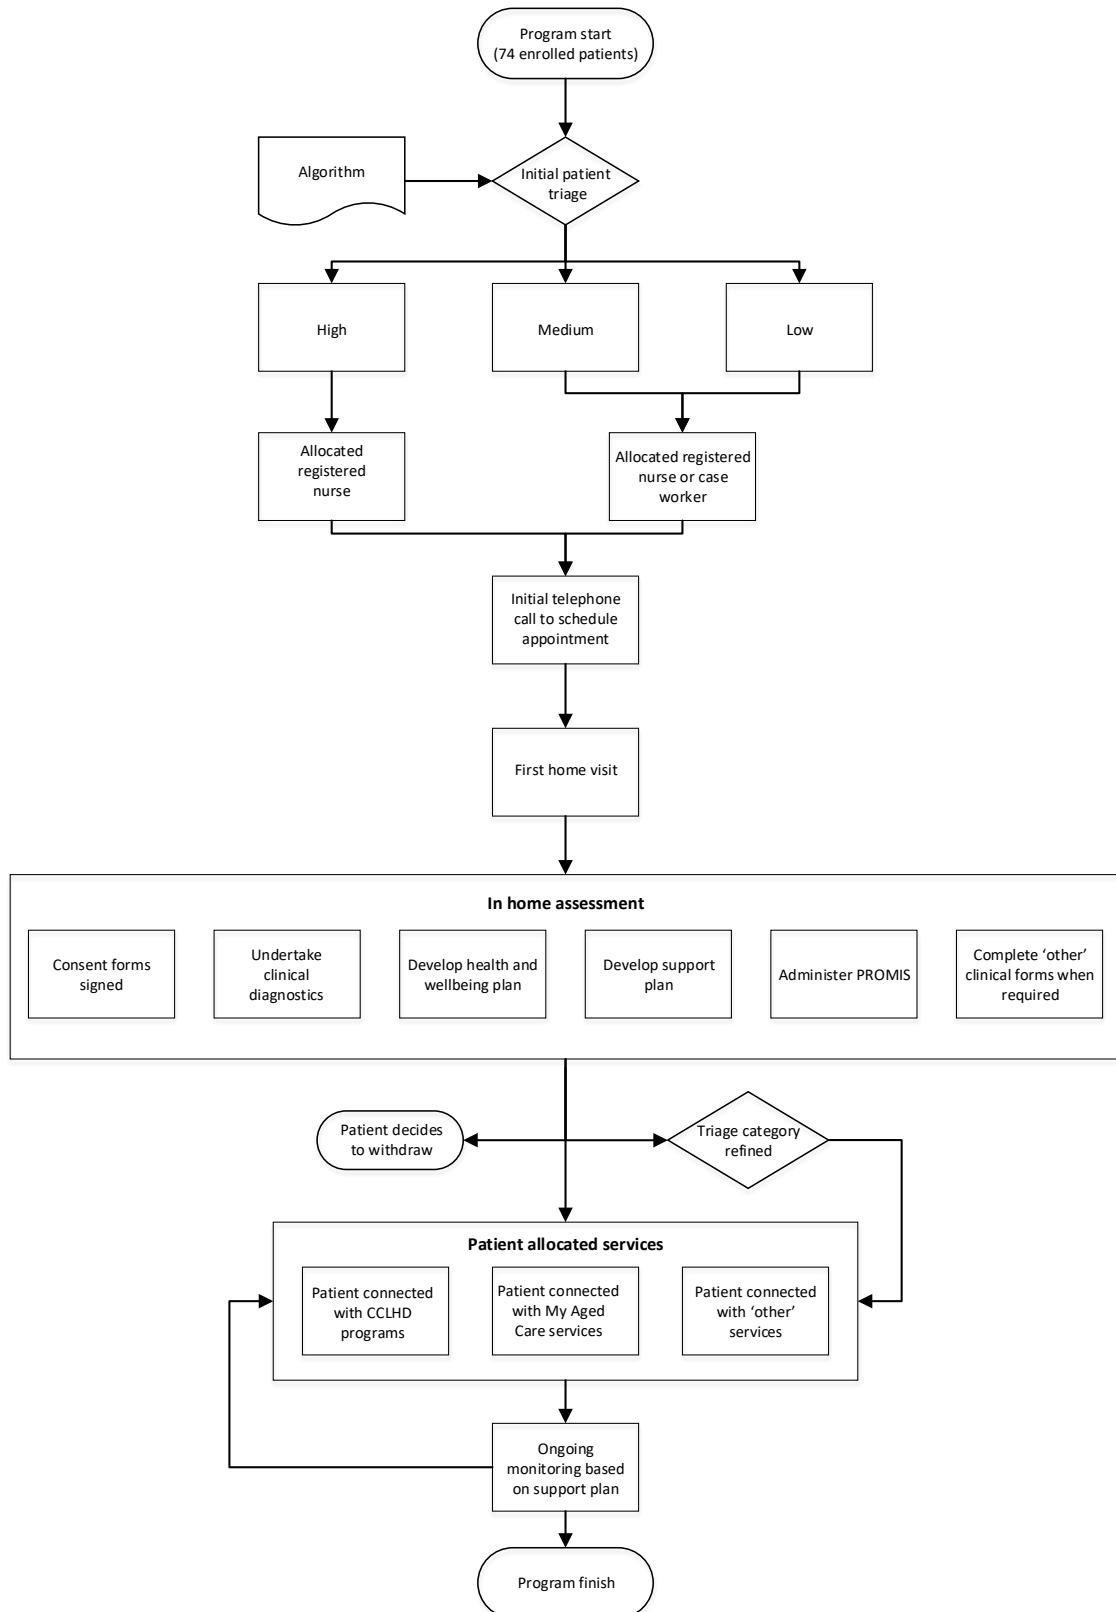 Program start
(74 enrolled patients)
Algorithm
Initial patient
triage
High
Medium
Low
Allocated
registered
nurse
Allocated registered
nurse or case
worker
Initial telephone
call to schedule
appointment
First home visit
In home assessment
Consent forms
signed
Undertake
clinical
diagnostics
Develop health and
wellbeing plan
Develop support
plan
Administer PROMIS
Complete ‘other’
clinical forms when
required
Patient decides
to withdraw
Triage category
refined
Patient allocated services
Patient connected
with CCLHD
programs
Patient connected
with My Aged
Care services
Patient connected
with ‘other’
services
Ongoing
monitoring based
on support plan
Program finish